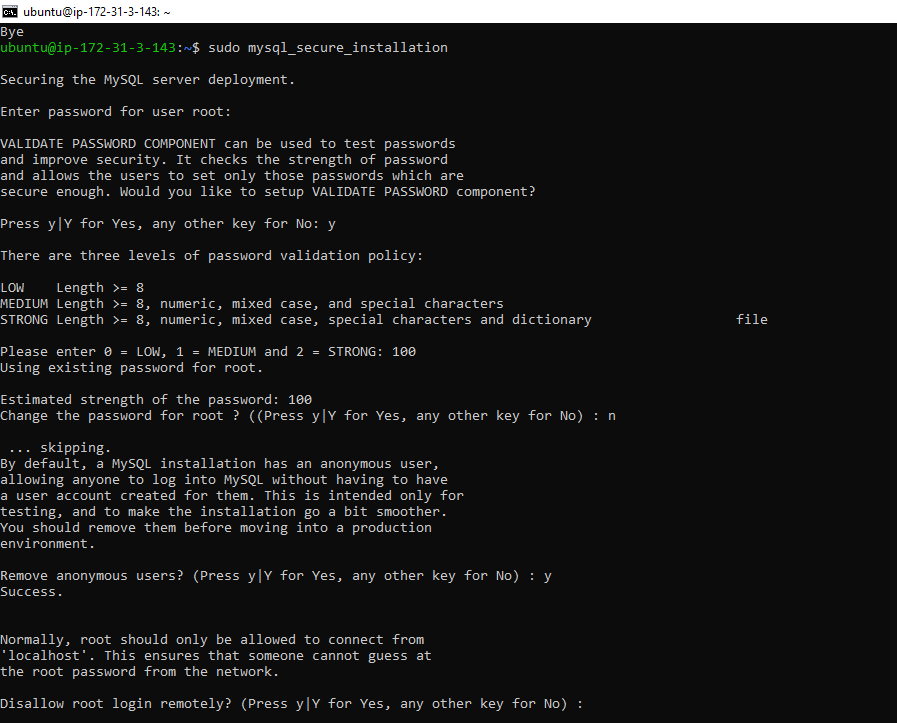 ubuntu@ip-172-31-3-143: ~
Bye
ubuntu@ip-172-31-3-143:~$ sudo mysql_secure_installation
Securing the MySQL server deployment.
Enter password for user root:
VALIDATE PASSWORD COMPONENT can be used to test passwords
and improve security. It checks the strength of password
and allows the users to set only those passwords which are
secure enough. Would you like to setup VALIDATE PASSWORD component?
Press y|Y for Yes, any other key for No: y
There are three levels of password validation policy:
LOW    Length >= 8
MEDIUM Length >= 8, numeric, mixed case, and special characters
STRONG Length >= 8, numeric, mixed case, special characters and dictionary                  file
Please enter 0 = LOW, 1 = MEDIUM and 2 = STRONG: 100
Using existing password for root.
Estimated strength of the password: 100
Change the password for root ? ((Press y|Y for Yes, any other key for No) : n
 ... skipping.
By default, a MySQL installation has an anonymous user,
allowing anyone to log into MySQL without having to have
a user account created for them. This is intended only for
testing, and to make the installation go a bit smoother.
You should remove them before moving into a production
environment.
Remove anonymous users? (Press y|Y for Yes, any other key for No) : y
Success.
Normally, root should only be allowed to connect from
'localhost'. This ensures that someone cannot guess at
the root password from the network.
Disallow root login remotely? (Press y|Y for Yes, any other key for No) :